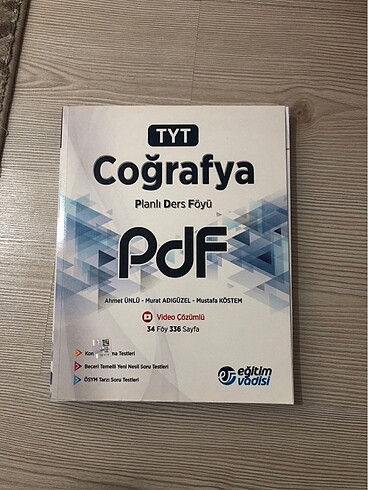 TYT
Coğrafya
Planlı Ders Föyü
PdF
Ahmet ÜNLÜ - Murat ADIGÜZEL - Mustafa KÖSTEM
Video Çözümlü
34 Föy 336 Sayfa
Testleri
Beceri Temelli Yeni Nesil Soru Testleri
ÖSYM Tarzı Soru Testleri
eğitim
vadisi